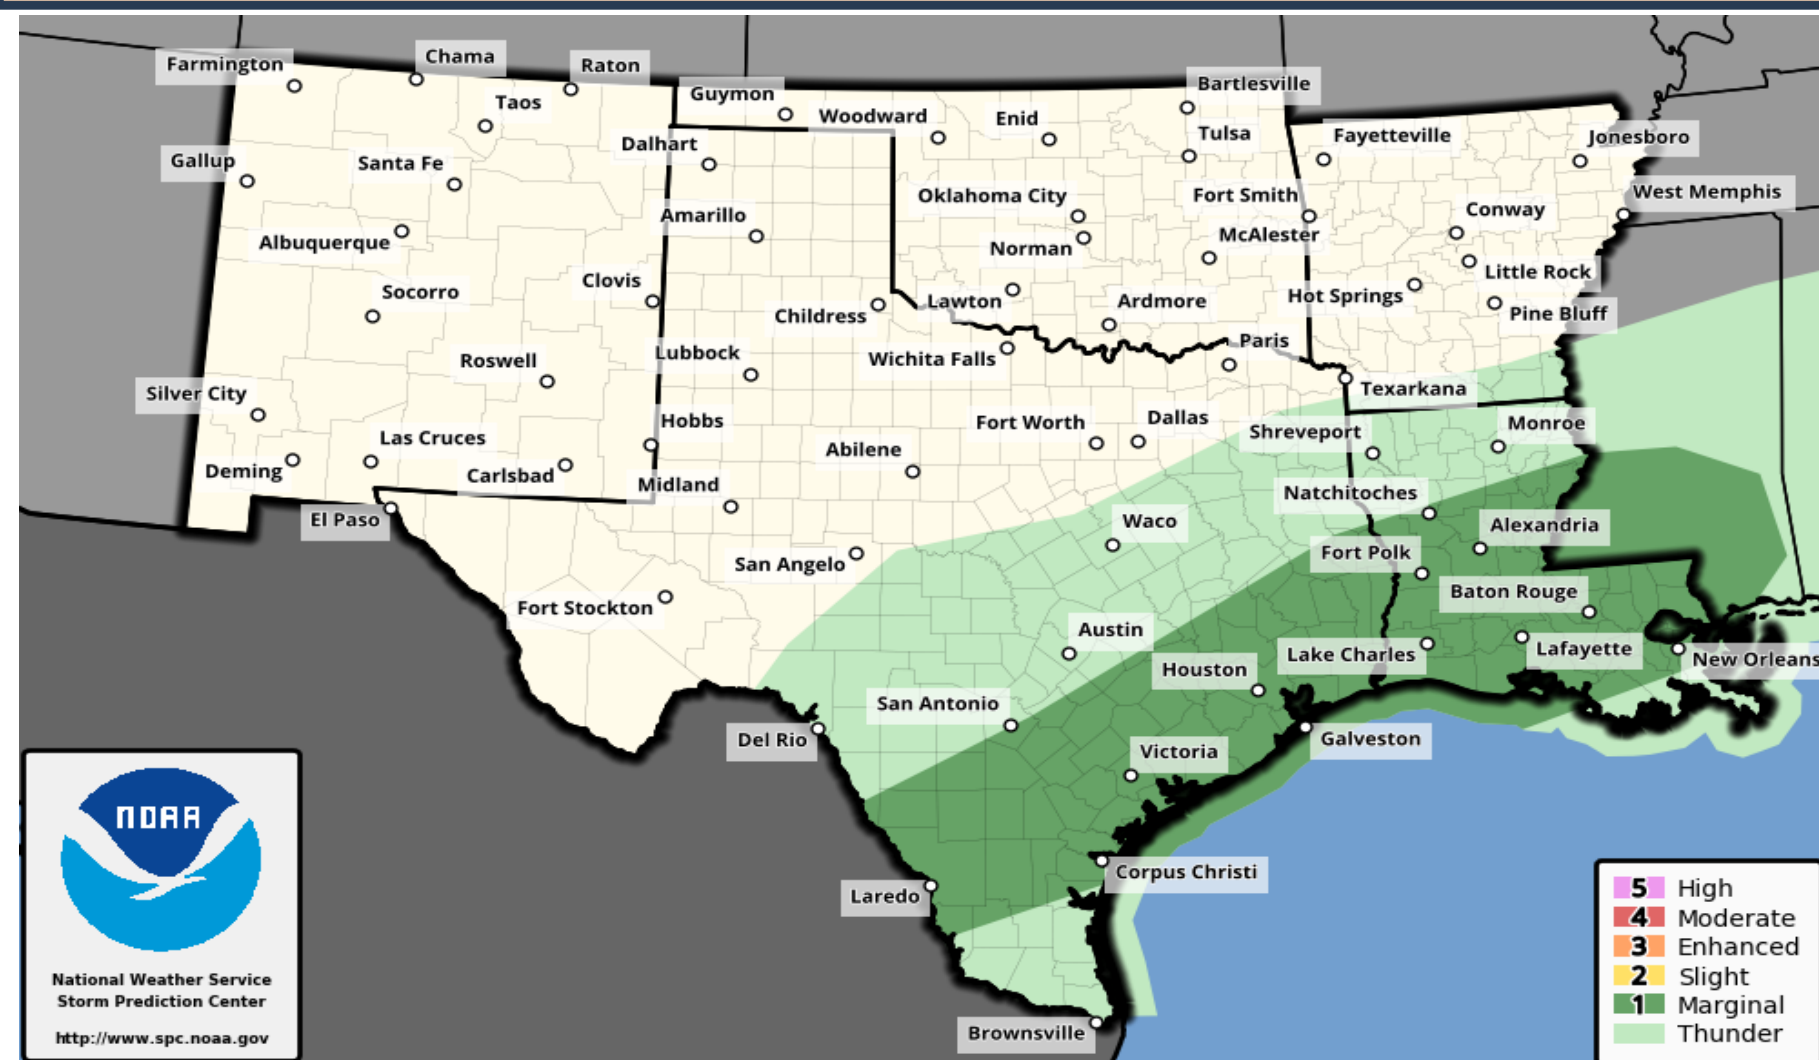 Farmington
Chama
Raton
Taos
Guymon
Woodward
Enid
Bartlesville
Tulsa
Fayetteville
Jonesboro
Gallup
Santa Fe
Dalhart
Oklahoma City
Fort Smith
Conway
West Memphis
Albuquerque
Amarillo
Norman
McAlester
Socorro
Clovis
Childress
Lawton
Ardmore
Hot Springs
Little Rock
Pine Bluff
Roswell
Lubbock
Wichita Falls
Paris
Texarkana
Silver City
Hobbs
Fort Worth
Dallas
Shreveport
Monroe
Las Cruces
Deming
Carlsbad
Midland
Abilene
Natchitoches
El Paso
Waco
Alexandria
San Angelo
Fort Polk
Fort Stockton
Baton Rouge
Austin
Lake Charles
Lafayette
New Orleans
Houston
San Antonio
Del Rio
Victoria
Galveston
Corpus Christi
Laredo
Brownsville
NOAA
National Weather Service
Storm Prediction Center
http://www.spc.noaa.gov
5 High
4 Moderate
3 Enhanced
2 Slight
1 Marginal
Thunder